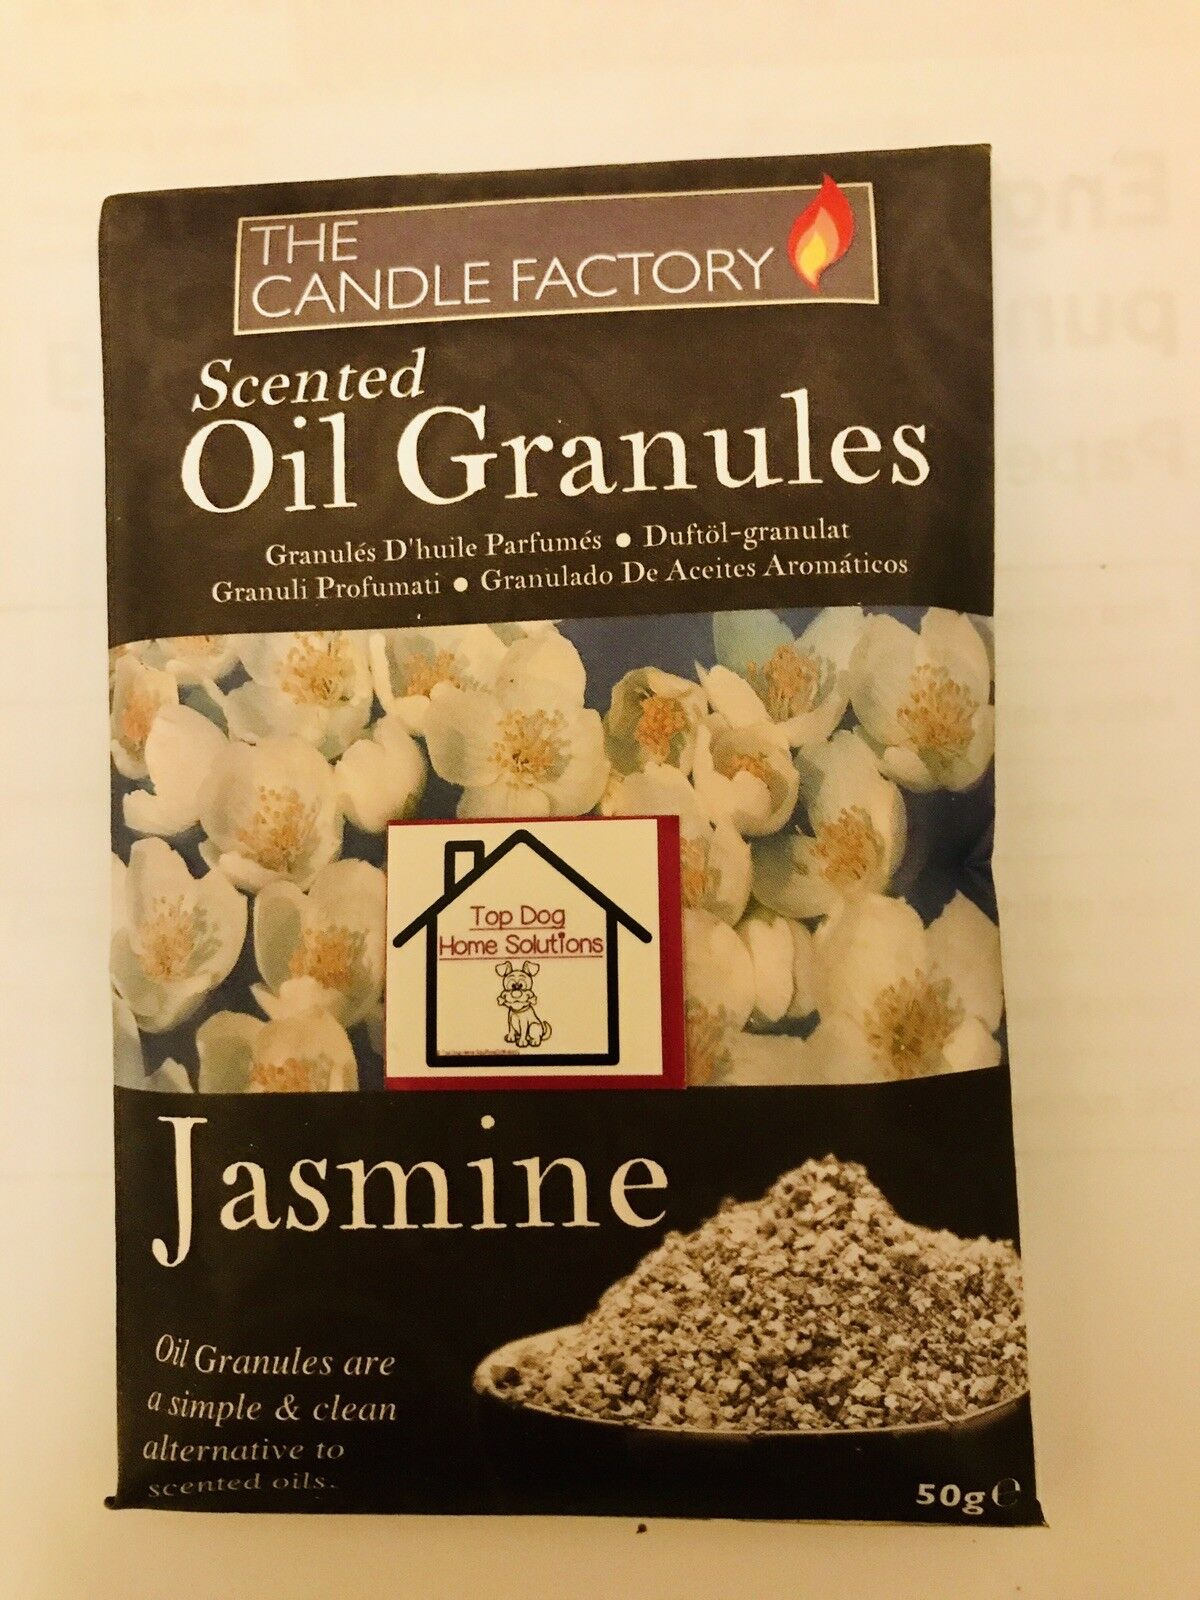 THE
CANDLE FACTORY
Scented
Oil Granules
Granulés D'huile Parfumés • Duftöl-granulat
Granuli Profumati • Granulado De Aceites Aromáticos
Top Dog
Home Solutions
Jasmine
Oil Granules are
a simple & clean
alternative to
scented oils.
50g ℮